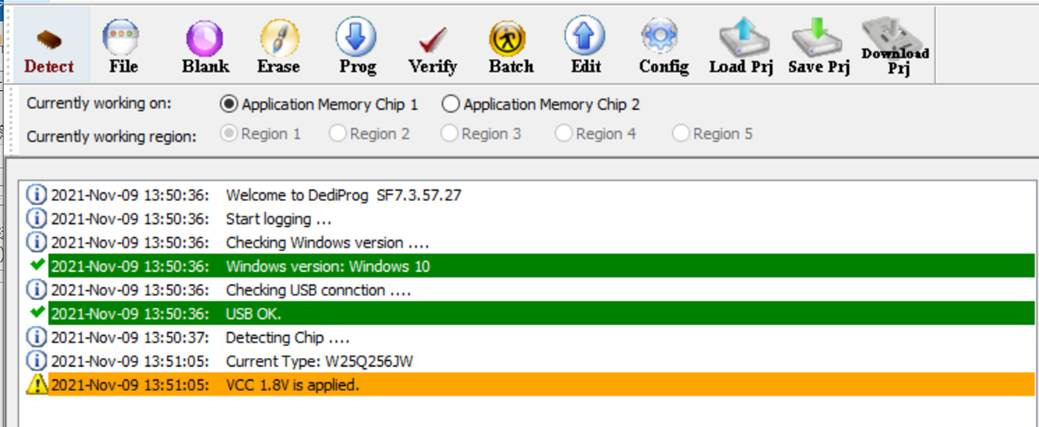 Detect File Blank Erase Prog Verify Batch Edit Config Load Prj Save Prj Download Prj
Currently working on: Application Memory Chip 1 Application Memory Chip 2
Currently working region: Region 1 Region 2 Region 3 Region 4 Region 5
2021-Nov-09 13:50:36: Welcome to DediProg SF7.3.57.27
2021-Nov-09 13:50:36: Start logging ...
2021-Nov-09 13:50:36: Checking Windows version ....
2021-Nov-09 13:50:36: Windows version: Windows 10
2021-Nov-09 13:50:36: Checking USB connction ....
2021-Nov-09 13:50:36: USB OK.
2021-Nov-09 13:50:37: Detecting Chip ....
2021-Nov-09 13:51:05: Current Type: W25Q256JW
2021-Nov-09 13:51:05: VCC 1.8V is applied.